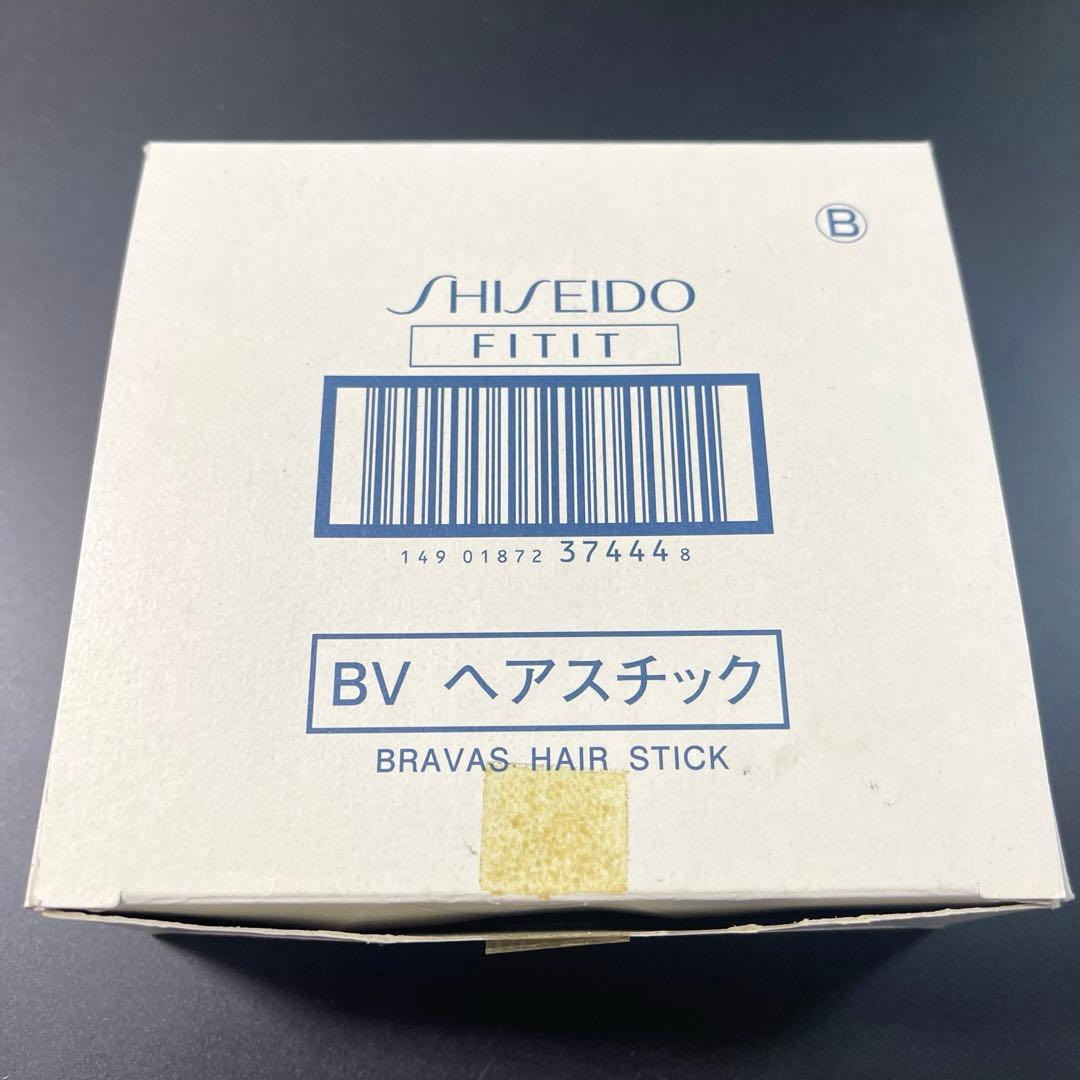 B
SHISEIDO
FITIT
149 01872 37444 8
BV ヘアスチック
BRAVAS HAIR STICK